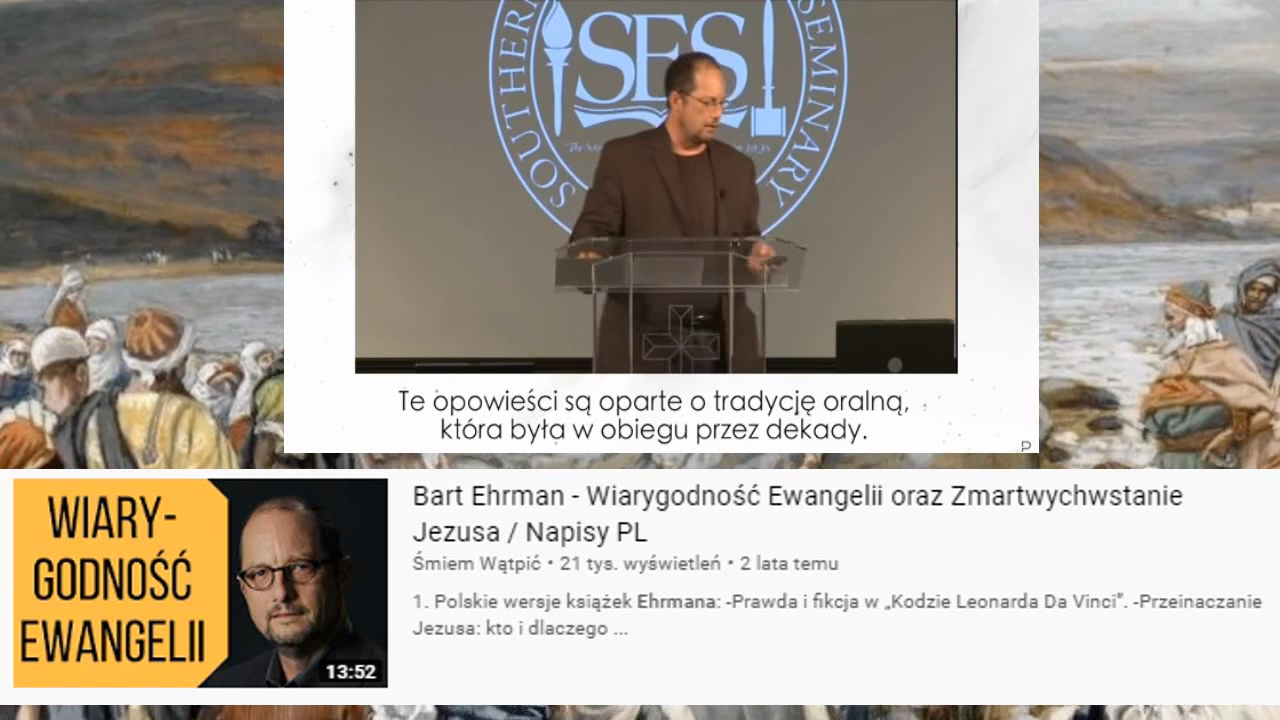 SOUTHERN
SES
SEMINARY
Te opowieści są oparte o tradycję oralną,
która była w obiegu przez dekady.
P
WIARY-
GODNOŚĆ
EWANGELII
13:52
Bart Ehrman - Wiarygodność Ewangelii oraz Zmartwychwstanie
Jezusa / Napisy PL
Śmiem Wątpić • 21 tys. wyświetleń • 2 lata temu
1. Polskie wersje książek Ehrmana: -Prawda i fikcja w „Kodzie Leonarda Da Vinci”. -Przeinaczanie
Jezusa: kto i dlaczego ...